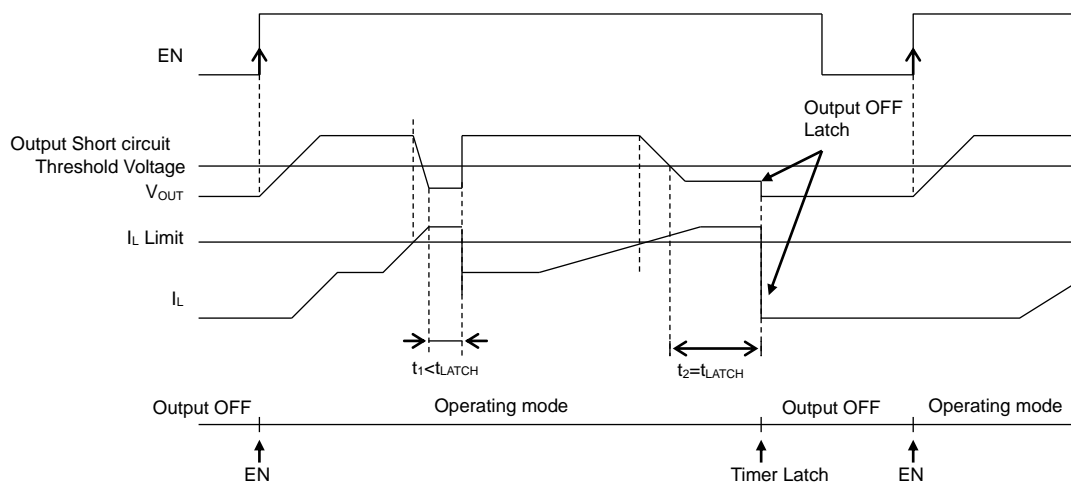 EN
Output OFF
Latch
Output Short circuit
Threshold Voltage
VOUT
IL Limit
IL
t1<tLATCH
t2=tLATCH
Output OFF
Operating mode
Output OFF
Operating mode
EN
Timer Latch
EN